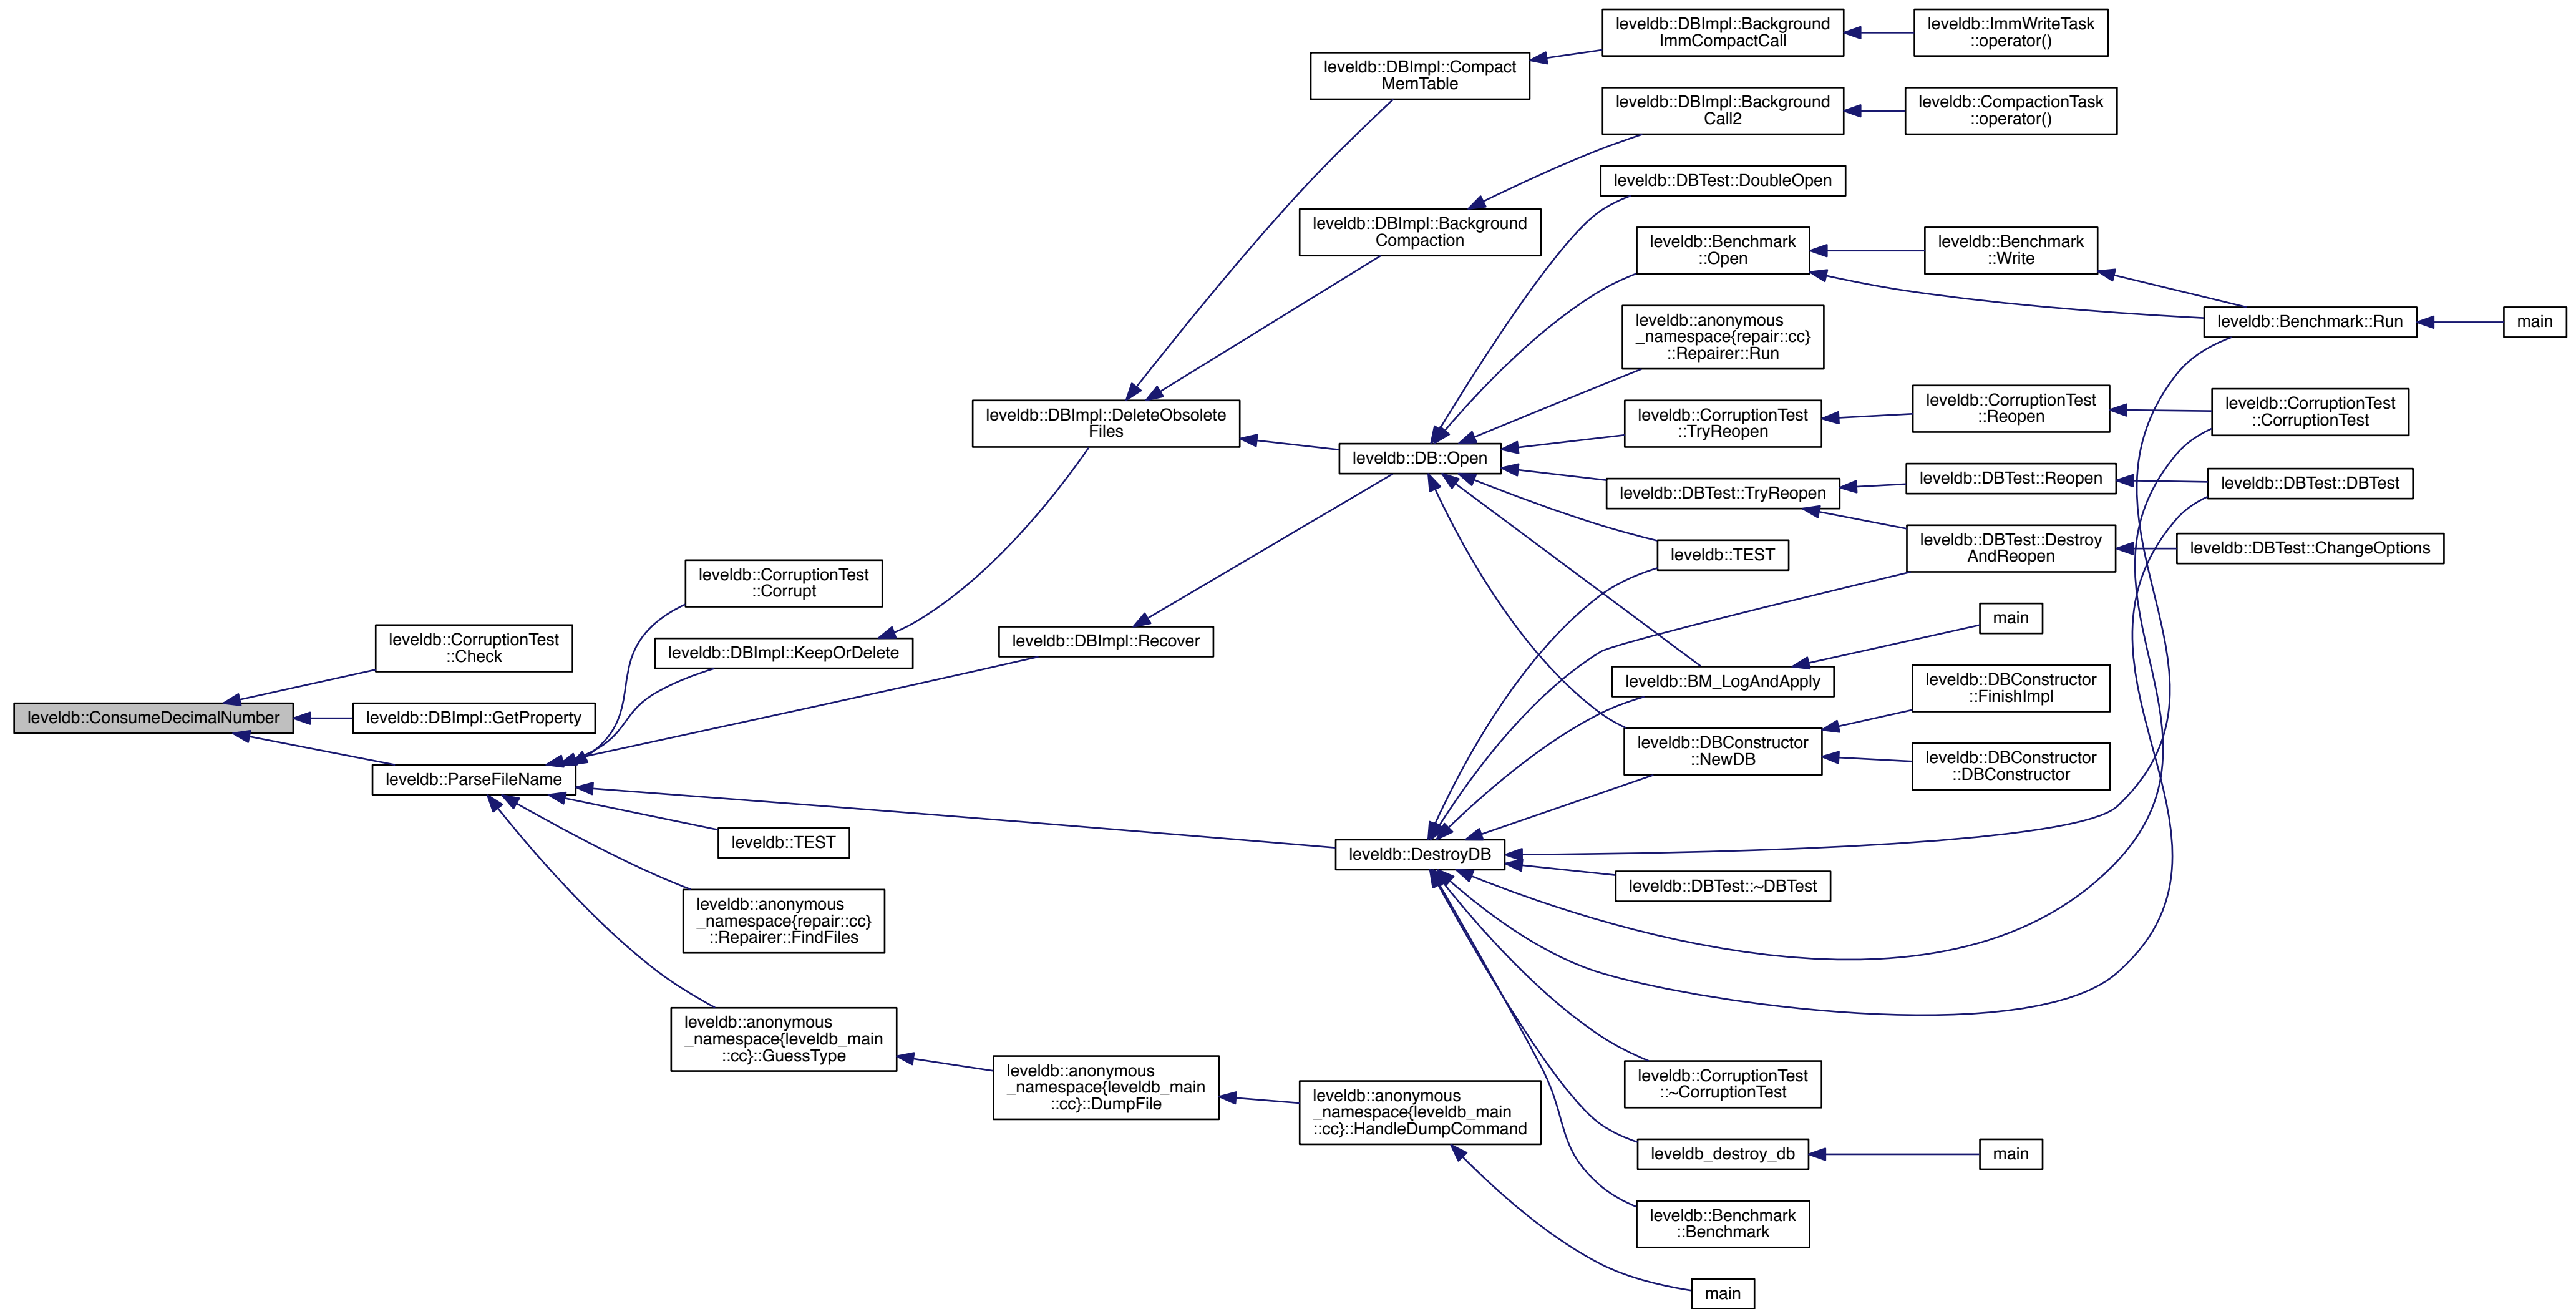 leveldb::DBImpl::Background
ImmCompactCall
leveldb::ImmWriteTask
::operator()
leveldb::DBImpl::Compact
MemTable
leveldb::DBImpl::Background
Call2
leveldb::CompactionTask
::operator()
leveldb::DBTest::DoubleOpen
leveldb::DBImpl::Background
Compaction
leveldb::Benchmark
::Open
leveldb::Benchmark
::Write
leveldb::anonymous
_namespace{repair::cc}
::Repairer::Run
leveldb::Benchmark::Run
main
leveldb::DBImpl::DeleteObsolete
Files
leveldb::CorruptionTest
::TryReopen
leveldb::CorruptionTest
::Reopen
leveldb::CorruptionTest
::CorruptionTest
leveldb::DB::Open
leveldb::DBTest::TryReopen
leveldb::DBTest::Reopen
leveldb::DBTest::DBTest
leveldb::TEST
leveldb::DBTest::Destroy
AndReopen
leveldb::DBTest::ChangeOptions
leveldb::CorruptionTest
::Corrupt
main
leveldb::CorruptionTest
::Check
leveldb::DBImpl::KeepOrDelete
leveldb::DBImpl::Recover
leveldb::BM_LogAndApply
leveldb::DBConstructor
::FinishImpl
leveldb::ConsumeDecimalNumber
leveldb::DBImpl::GetProperty
leveldb::DBConstructor
::NewDB
leveldb::DBConstructor
::DBConstructor
leveldb::ParseFileName
leveldb::TEST
leveldb::DestroyDB
leveldb::DBTest::~DBTest
leveldb::anonymous
_namespace{repair::cc}
::Repairer::FindFiles
leveldb::anonymous
_namespace{leveldb_main
::cc}::GuessType
leveldb::anonymous
_namespace{leveldb_main
::cc}::DumpFile
leveldb::anonymous
_namespace{leveldb_main
::cc}::HandleDumpCommand
leveldb::CorruptionTest
::~CorruptionTest
leveldb_destroy_db
main
leveldb::Benchmark
::Benchmark
main